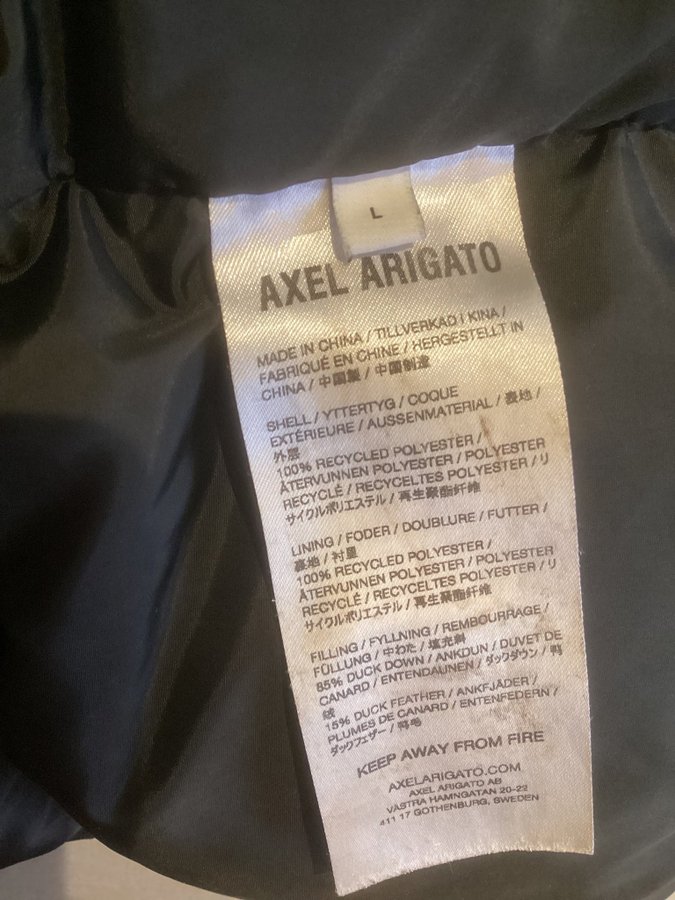 L
AXEL ARIGATO
MADE IN CHINA / TILLVERKAD I KINA /
FABRIQUÉ EN CHINE / HERGESTELLT IN
CHINA / 中国製 / 中国制造
SHELL / YTTERTYG / COQUE
EXTÉRIEURE / AUSSENMATERIAL / 表地 /
外层
100% RECYCLED POLYESTER /
ÅTERVUNNEN POLYESTER / POLYESTER
RECYCLÉ / RECYCELTES POLYESTER / リ
サイクルポリエステル / 再生聚酯纤维
LINING / FODER / DOUBLURE / FUTTER /
裏地 / 衬里
100% RECYCLED POLYESTER /
ÅTERVUNNEN POLYESTER / POLYESTER
RECYCLÉ / RECYCELTES POLYESTER / リ
サイクルポリエステル / 再生聚酯纤维
FILLING / FYLLNING / REMBOURRAGE /
FÜLLUNG / 中わた / 填充料
85% DUCK DOWN / ANKDUN / DUVET DE
CANARD / ENTENDAUNEN / ダックダウン / 鸭
绒
15% DUCK FEATHER / ANKFJÄDER /
PLUMES DE CANARD / ENTENFEDERN /
ダックフェザー / 鸭毛
KEEP AWAY FROM FIRE
AXELARIGATO.COM
AXEL ARIGATO AB
VÄSTRA HAMNGATAN 20-22
411 17 GOTHENBURG, SWEDEN